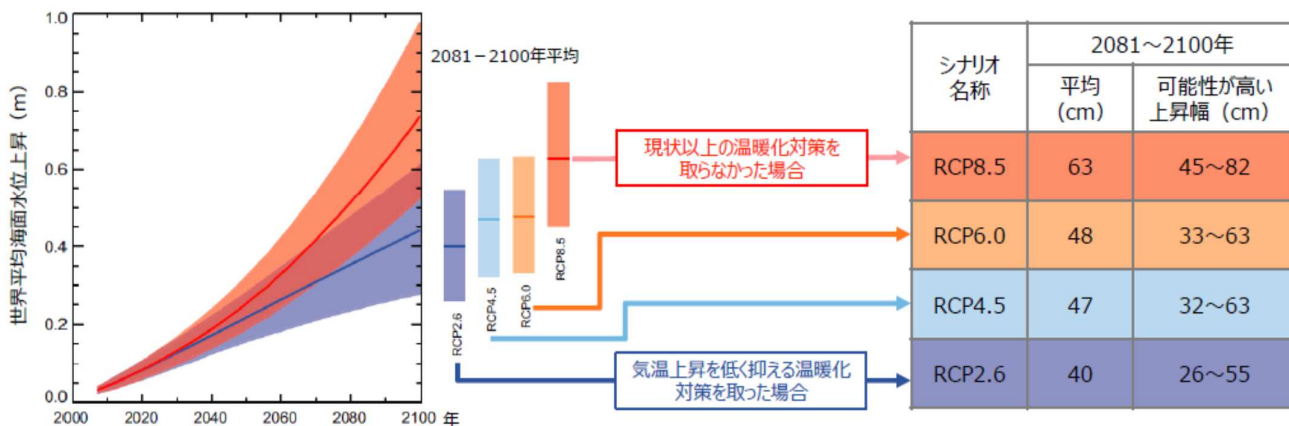 世界平均海面水位上昇（m）
1.0
0.8
0.6
0.4
0.2
0.0
2000
2020
2040
2060
2080
2100
年
2081－2100年平均
RCP2.6
RCP4.5
RCP6.0
RCP8.5
現状以上の温暖化対策を
取らなかった場合
気温上昇を低く抑える温暖化
対策を取った場合
シナリオ
名称
2081～2100年
平均
(cm)
可能性が高い
上昇幅（cm）
RCP8.5 63 45～82
RCP6.0 48 33～63
RCP4.5 47 32～63
RCP2.6 40 26～55